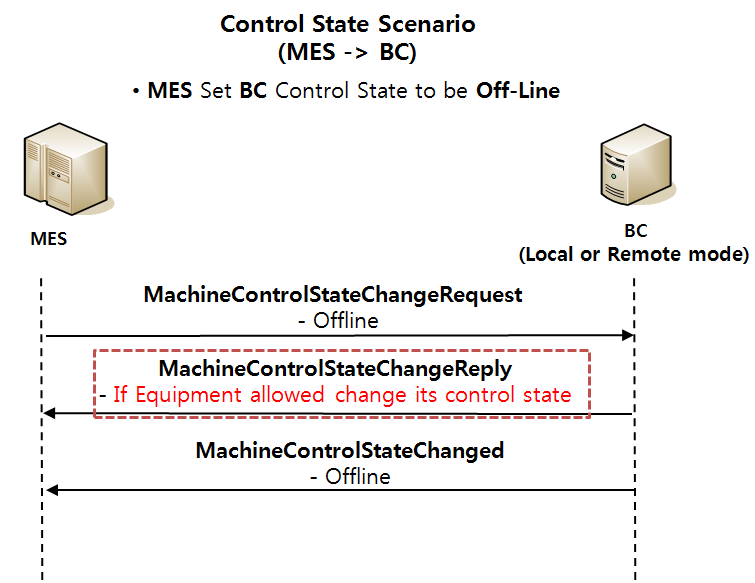 Control State Scenario
(MES -> BC)
• MES Set BC Control State to be Off-Line
MES
BC
(Local or Remote mode)
MachineControlStateChangeRequest
- Offline
MachineControlStateChangeReply
- If Equipment allowed change its control state
MachineControlStateChanged
- Offline